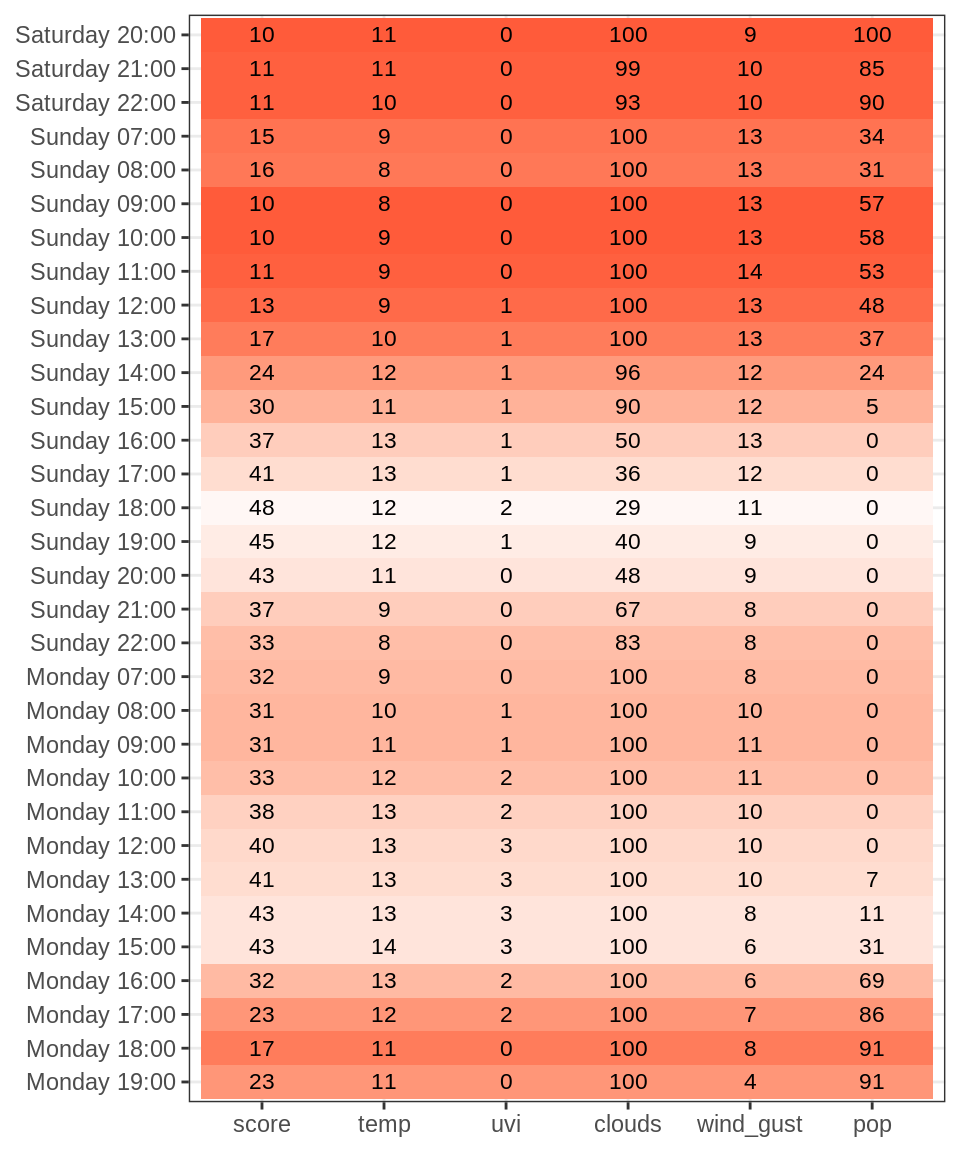 Saturday 20:00 10 11 0 100 9 100
Saturday 21:00 11 11 0 99 10 85
Saturday 22:00 11 10 0 93 10 90
Sunday 07:00 15 9 0 100 13 34
Sunday 08:00 16 8 0 100 13 31
Sunday 09:00 10 8 0 100 13 57
Sunday 10:00 10 9 0 100 13 58
Sunday 11:00 11 9 0 100 14 53
Sunday 12:00 13 9 1 100 13 48
Sunday 13:00 17 10 1 100 13 37
Sunday 14:00 24 12 1 96 12 24
Sunday 15:00 30 11 1 90 12 5
Sunday 16:00 37 13 1 50 13 0
Sunday 17:00 41 13 1 36 12 0
Sunday 18:00 48 12 2 29 11 0
Sunday 19:00 45 12 1 40 9 0
Sunday 20:00 43 11 0 48 9 0
Sunday 21:00 37 9 0 67 8 0
Sunday 22:00 33 8 0 83 8 0
Monday 07:00 32 9 0 100 8 0
Monday 08:00 31 10 1 100 10 0
Monday 09:00 31 11 1 100 11 0
Monday 10:00 33 12 2 100 11 0
Monday 11:00 38 13 2 100 10 0
Monday 12:00 40 13 3 100 10 0
Monday 13:00 41 13 3 100 10 7
Monday 14:00 43 13 3 100 8 11
Monday 15:00 43 14 3 100 6 31
Monday 16:00 32 13 2 100 6 69
Monday 17:00 23 12 2 100 7 86
Monday 18:00 17 11 0 100 8 91
Monday 19:00 23 11 0 100 4 91
score temp uvi clouds wind_gust pop